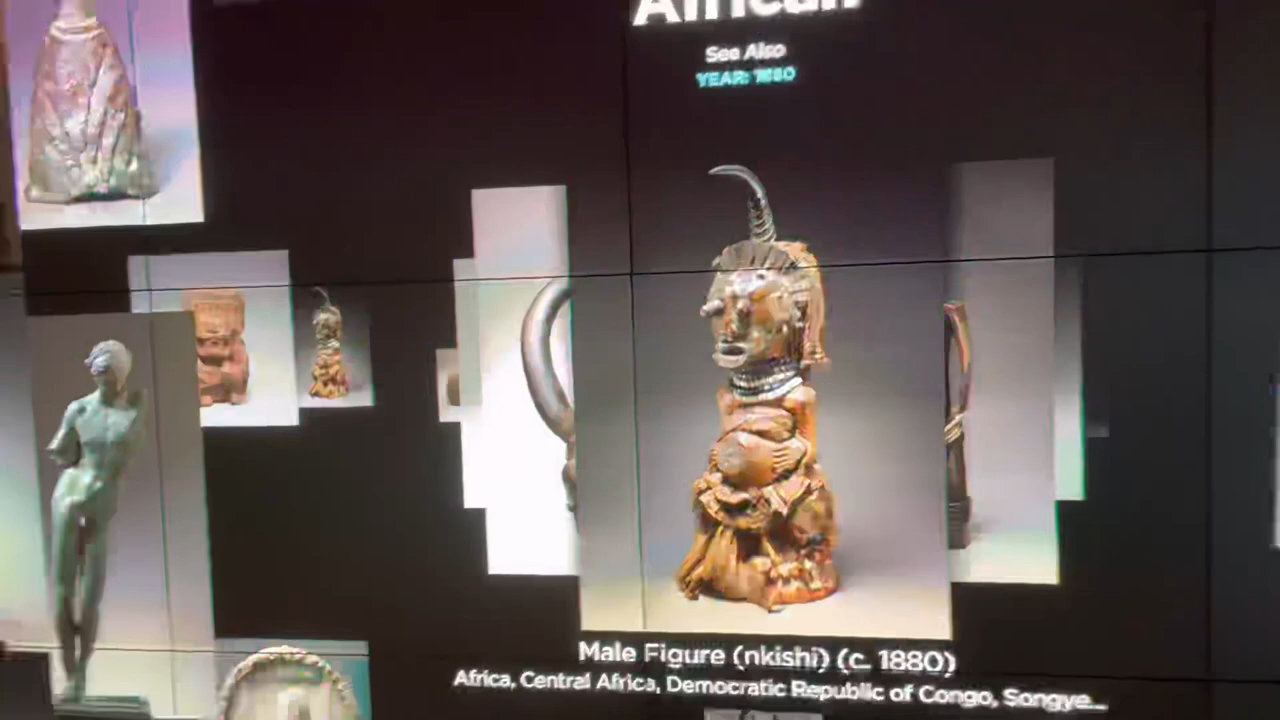 African
See Also
YEAR: 1880
Male Figure (nkishi) (c. 1880)
Africa, Central Africa, Democratic Republic of Congo, Songye...